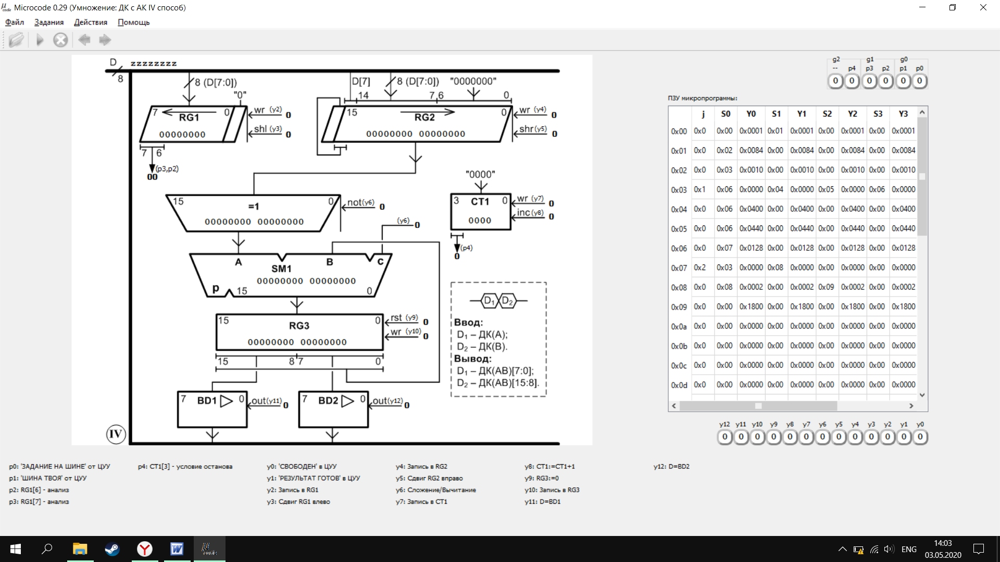 Microcode 0.29 (Умножение: ДК с АК IV способ)
Файл Задания Действия Помощь
D zzzzzzzz
8
8 (D[7:0])
"0"
D[7]
8 (D[7:0])
"0000000"
14 7 6 0
7 RG1 0
00000000
wr (y2) 0
shl (y3) 0
15 RG2 0
00000000 00000000
wr (y4) 0
shr (y5) 0
7 6
(p3,p2)
00
"0000"
15 =1 0
00000000 00000000
not(y6) 0
(y6) 0
3 CT1 0
0000
wr (y7) 0
inc(y8) 0
(p4)
0
A B c
SM1
00000000 00000000
p 15 0
15 RG3 0
00000000 00000000
rst (y9) 0
wr (y10) 0
15 8 7 0
7 BD1 0
out(y11) 0
7 BD2 0
out(y12) 0
IV
D1 D2
Ввод:
D1 – ДК(А);
D2 – ДК(В).
Вывод:
D1 – ДК(АВ)[7:0];
D2 – ДК(АВ)[15:8].
g2 g1 g0
-- p4 p3 p2 p1 p0
0 0 0 0 0 0
ПЗУ микропрограммы:
j S0 Y0 S1 Y1 S2 Y2 S3 Y3
0x00 0x0 0x00 0x0001 0x01 0x0001 0x00 0x0001 0x00 0x0001
0x01 0x0 0x02 0x0084 0x00 0x0084 0x00 0x0084 0x00 0x0084
0x02 0x0 0x03 0x0010 0x00 0x0010 0x00 0x0010 0x00 0x0010
0x03 0x1 0x06 0x0000 0x04 0x0000 0x05 0x0000 0x06 0x0000
0x04 0x0 0x06 0x0400 0x00 0x0400 0x00 0x0400 0x00 0x0400
0x05 0x0 0x06 0x0440 0x00 0x0440 0x00 0x0440 0x00 0x0440
0x06 0x0 0x07 0x0128 0x00 0x0128 0x00 0x0128 0x00 0x0128
0x07 0x2 0x03 0x0000 0x08 0x0000 0x00 0x0000 0x00 0x0000
0x08 0x0 0x08 0x0002 0x00 0x0002 0x09 0x0002 0x00 0x0002
0x09 0x0 0x00 0x1800 0x00 0x1800 0x00 0x1800 0x00 0x1800
0x0a 0x0 0x00 0x0000 0x00 0x0000 0x00 0x0000 0x00 0x0000
0x0b 0x0 0x00 0x0000 0x00 0x0000 0x00 0x0000 0x00 0x0000
0x0c 0x0 0x00 0x0000 0x00 0x0000 0x00 0x0000 0x00 0x0000
0x0d 0x0 0x00 0x0000 0x00 0x0000 0x00 0x0000 0x00 0x0000
y12 y11 y10 y9 y8 y7 y6 y5 y4 y3 y2 y1 y0
0 0 0 0 0 0 0 0 0 0 0 0 0
p0: 'ЗАДАНИЕ НА ШИНЕ' от ЦУУ
p1: 'ШИНА ТВОЯ' от ЦУУ
p2: RG1[6] - анализ
p3: RG1[7] - анализ
p4: CT1[3] - условие останова
y0: 'СВОБОДЕН' в ЦУУ
y1: 'РЕЗУЛЬТАТ ГОТОВ' в ЦУУ
y2: Запись в RG1
y3: Сдвиг RG1 влево
y4: Запись в RG2
y5: Сдвиг RG2 вправо
y6: Сложение/Вычитание
y7: Запись в CT1
y8: CT1:=CT1+1
y9: RG3:=0
y10: Запись в RG3
y11: D=BD1
y12: D=BD2
ENG
14:03
03.05.2020